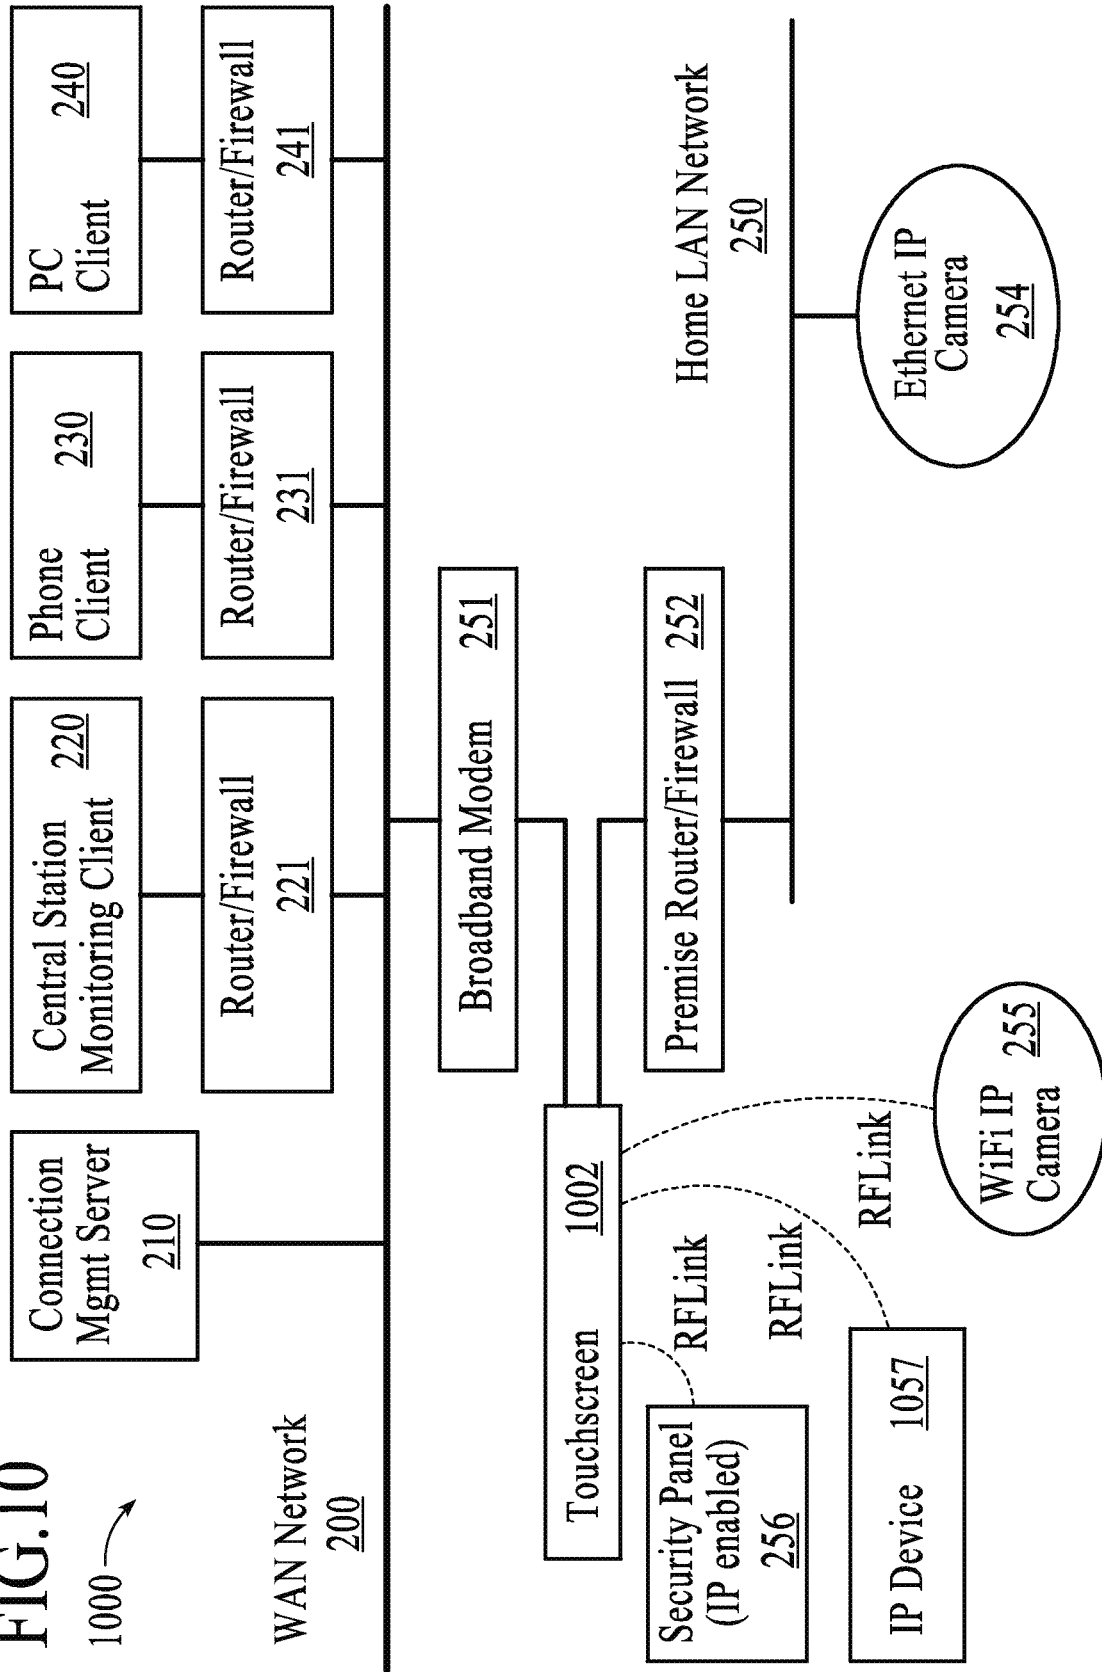 FIG.10
1000
Connection
Mgmt Server
210
Central Station
Monitoring Client
220
Phone
Client
230
PC
Client
240
Router/Firewall
221
Router/Firewall
231
Router/Firewall
241
WAN Network
200
Broadband Modem 251
Touchscreen 1002
Premise Router/Firewall 252
Home LAN Network
250
Security Panel
(IP enabled)
256
RFLink
RFLink
RFLink
IP Device 1057
WiFi IP
Camera
255
Ethernet IP
Camera
254